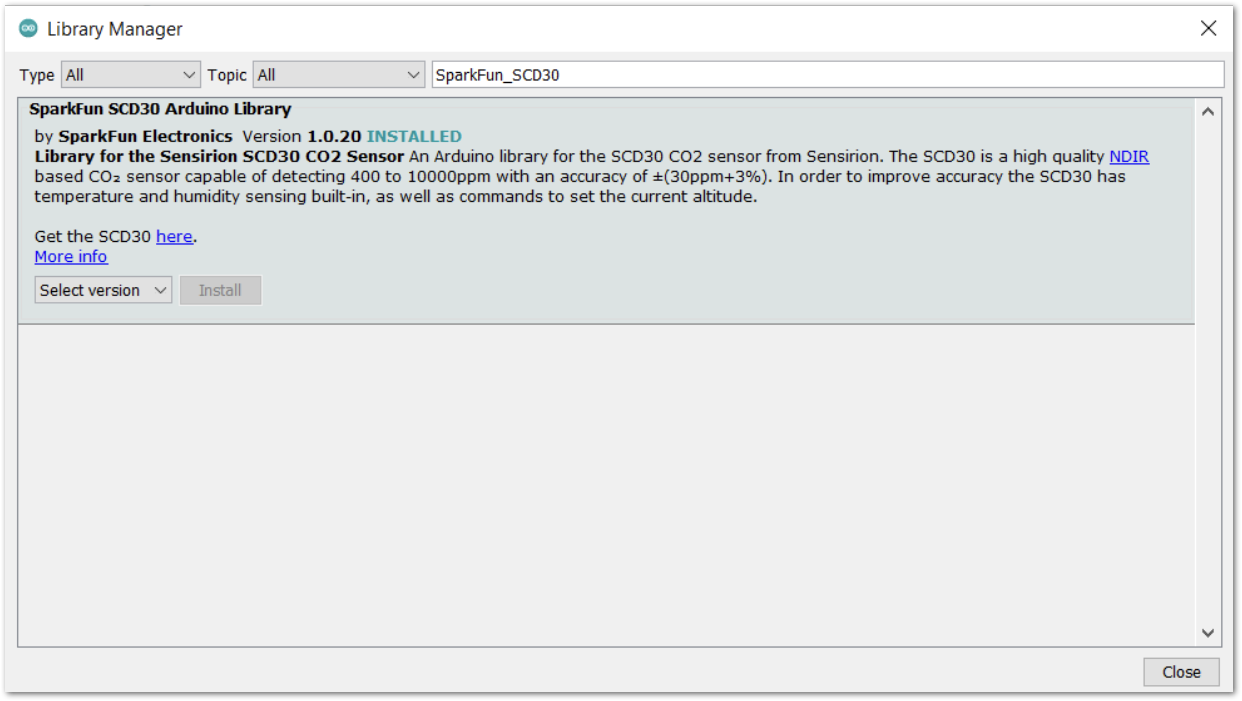 Library Manager
Type All Topic All SparkFun_SCD30
SparkFun SCD30 Arduino Library
by SparkFun Electronics Version 1.0.20 INSTALLED
Library for the Sensirion SCD30 CO2 Sensor An Arduino library for the SCD30 CO2 sensor from Sensirion. The SCD30 is a high quality NDIR
based CO₂ sensor capable of detecting 400 to 10000ppm with an accuracy of ±(30ppm+3%). In order to improve accuracy the SCD30 has
temperature and humidity sensing built-in, as well as commands to set the current altitude.
Get the SCD30 here.
More info
Select version Install
Close